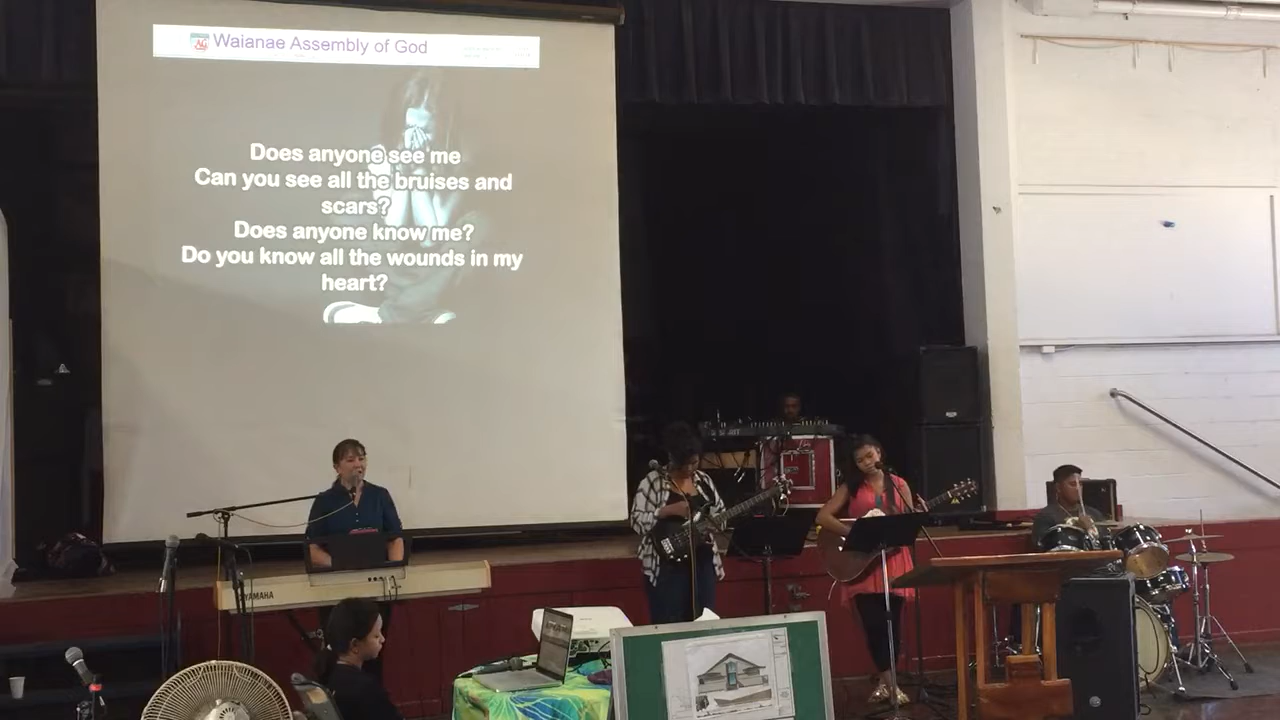 AG Waianae Assembly of God
Does anyone see me
Can you see all the bruises and
scars?
Does anyone know me?
Do you know all the wounds in my
heart?
YAMAHA